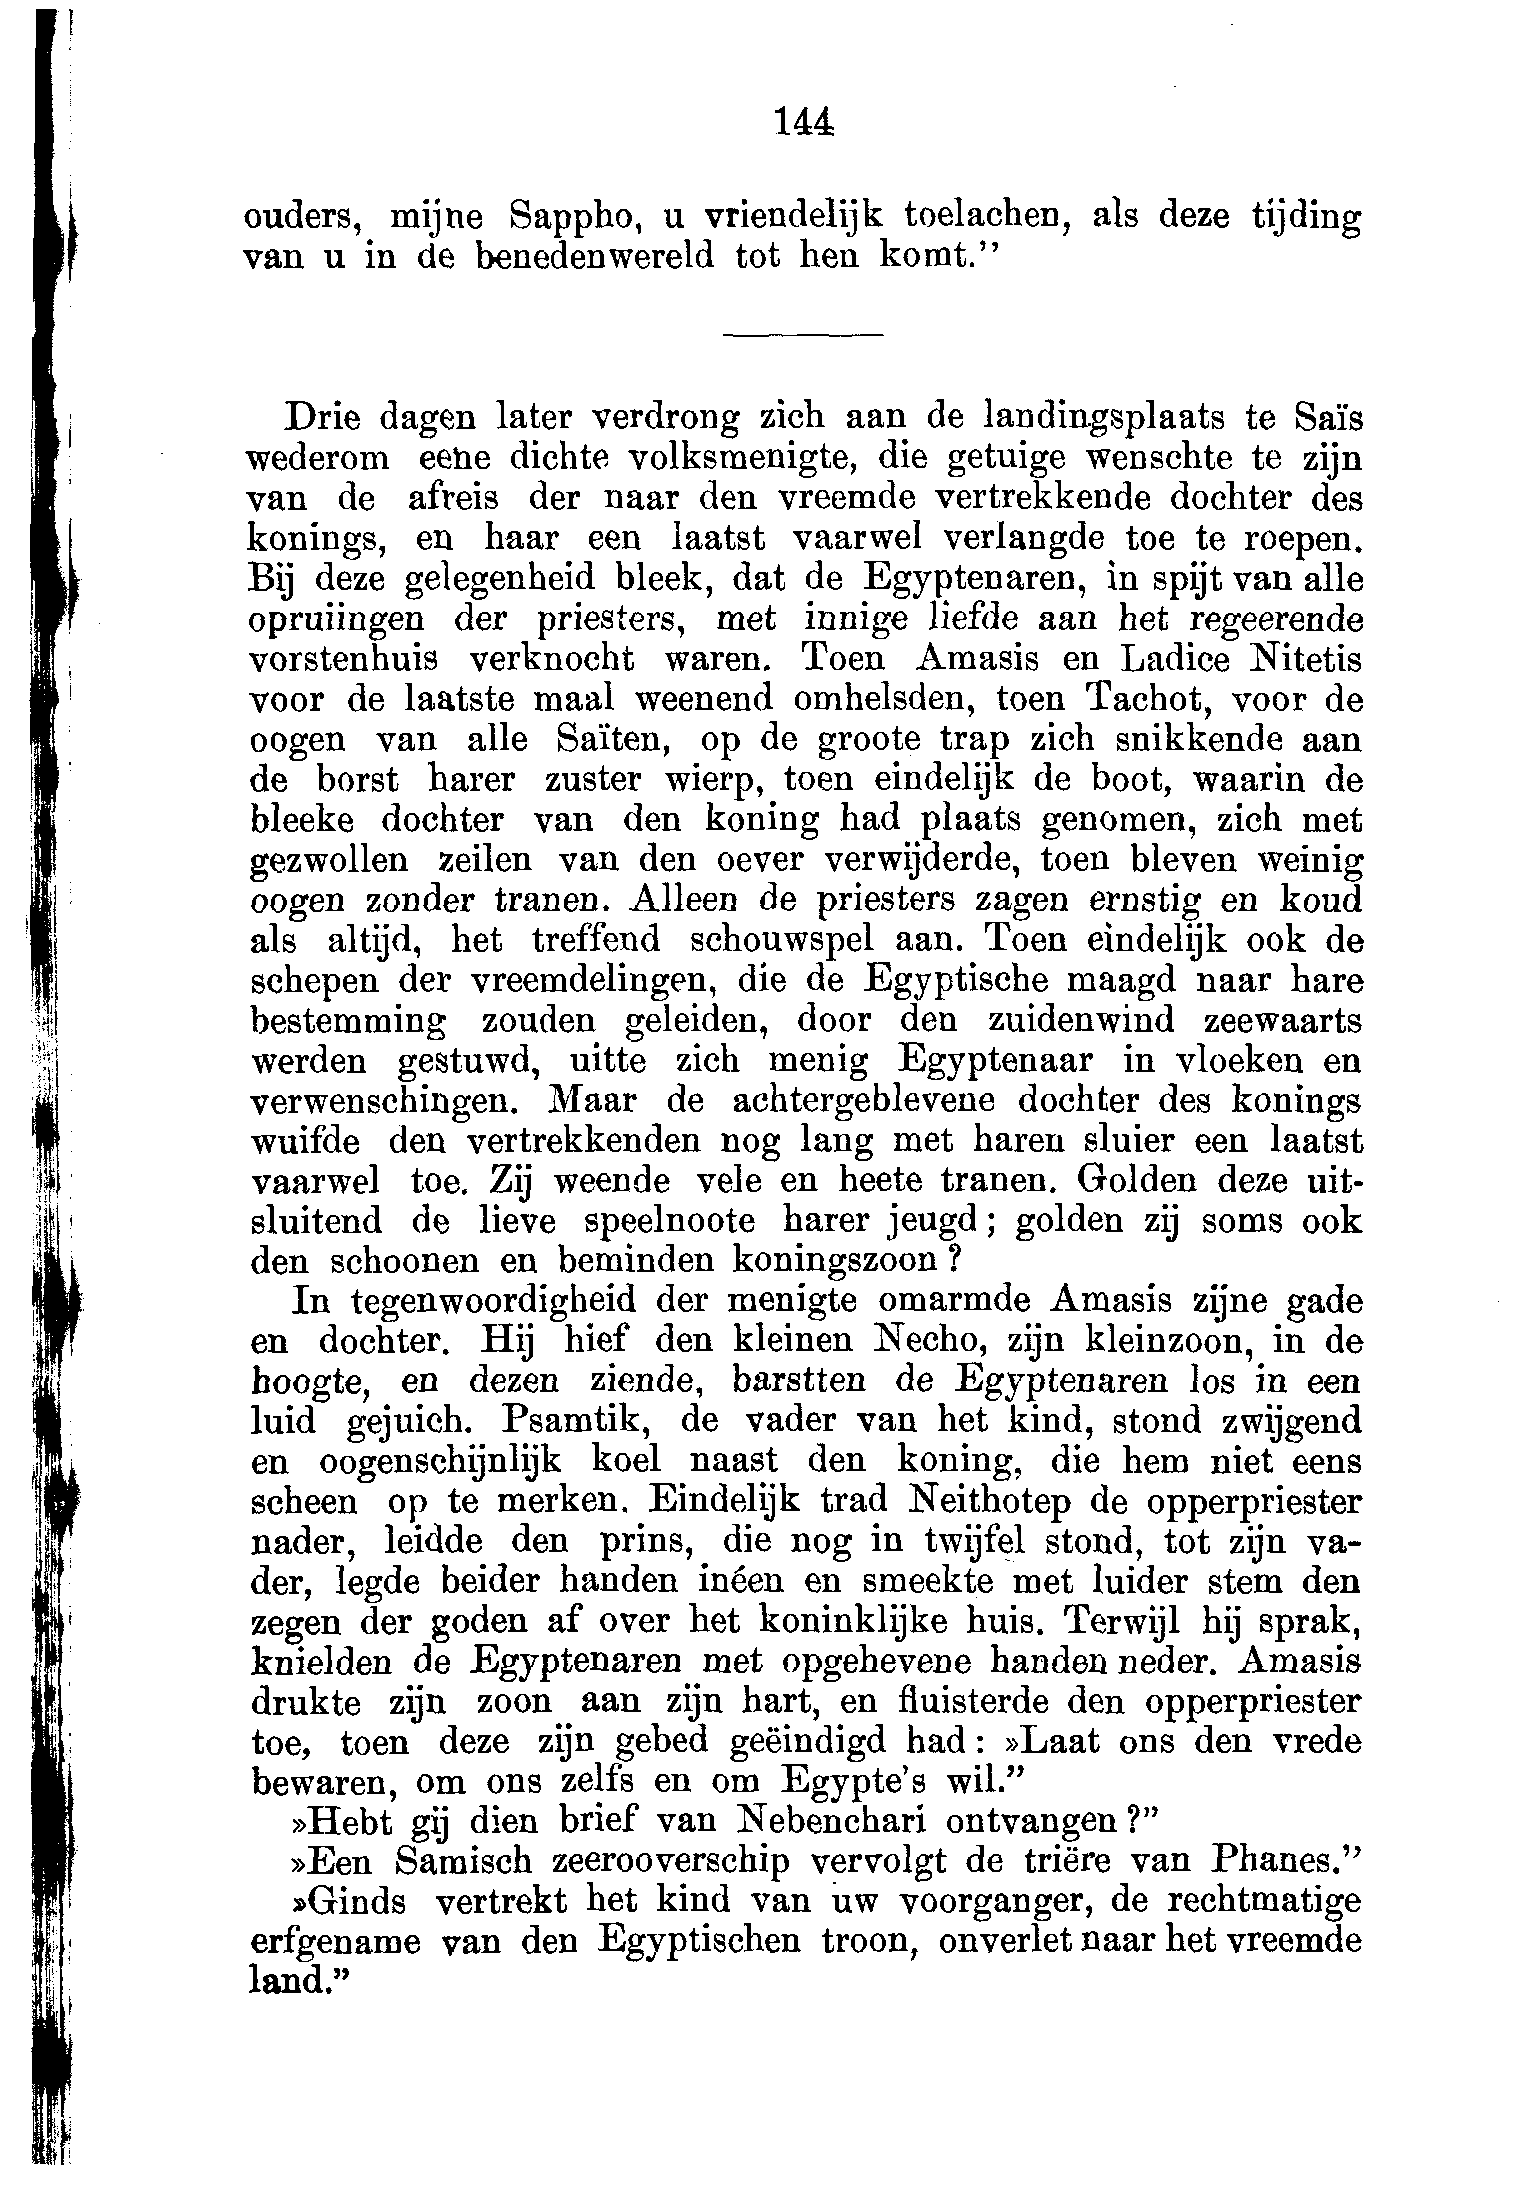 144
ouders, mijne Sappho, u vriendelijk toelachen, als deze tijding
van u in de benedenwereld tot hen komt.”
Drie dagen later verdrong zich aan de landingsplaats te Saïs
wederom eene dichte volksmenigte, die getuige wenschte te zijn
van de afreis der naar den vreemde vertrekkende dochter des
konings, en haar een laatst vaarwel verlangde toe te roepen.
Bij deze gelegenheid bleek, dat de Egyptenaren, in spijt van alle
opruiingen der priesters, met innige liefde aan het regeerende
vorstenhuis verknocht waren. Toen Amasis en Ladice Nitetis
voor de laatste maal weenend omhelsden, toen Tachot, voor de
oogen van alle Saïten, op de groote trap zich snikkende aan
de borst harer zuster wierp, toen eindelijk de boot, waarin de
bleeke dochter van den koning had plaats genomen, zich met
gezwollen zeilen van den oever verwijderde, toen bleven weinig
oogen zonder tranen. Alleen de priesters zagen ernstig en koud
als altijd, het treffend schouwspel aan. Toen eindelijk ook de
schepen der vreemdelingen, die de Egyptische maagd naar hare
bestemming zouden geleiden, door den zuidenwind zeewaarts
werden gestuwd, uitte zich menig Egyptenaar in vloeken en
verwenschingen. Maar de achtergeblevene dochter des konings
wuifde den vertrekkenden nog lang met haren sluier een laatst
vaarwel toe. Zij weende vele en heete tranen. Golden deze uit-
sluitend de lieve speelnoote harer jeugd; golden zij soms ook
den schoonen en beminden koningszoon?
In tegenwoordigheid der menigte omarmde Amasis zijne gade
en dochter. Hij hief den kleinen Necho, zijn kleinzoon, in de
hoogte, en dezen ziende, barstten de Egyptenaren los in een
luid gejuich. Psamtik, de vader van het kind, stond zwijgend
en oogenschijnlijk koel naast den koning, die hem niet eens
scheen op te merken. Eindelijk trad Neithotep de opperpriester
nader, leidde den prins, die nog in twijfel stond, tot zijn va-
der, legde beider handen inéen en smeekte met luider stem den
zegen der goden af over het koninklijke huis. Terwijl hij sprak,
knielden de Egyptenaren met opgehevene handen neder. Amasis
drukte zijn zoon aan zijn hart, en fluisterde den opperpriester
toe, toen deze zijn gebed geëindigd had: »Laat ons den vrede
bewaren, om ons zelfs en om Egypte's wil.”
»Hebt gij dien brief van Nebenchari ontvangen?”
»Een Samisch zeerooverschip vervolgt de triëre van Phanes.”
»Ginds vertrekt het kind van uw voorganger, de rechtmatige
erfgename van den Egyptischen troon, onverlet naar het vreemde
land.”